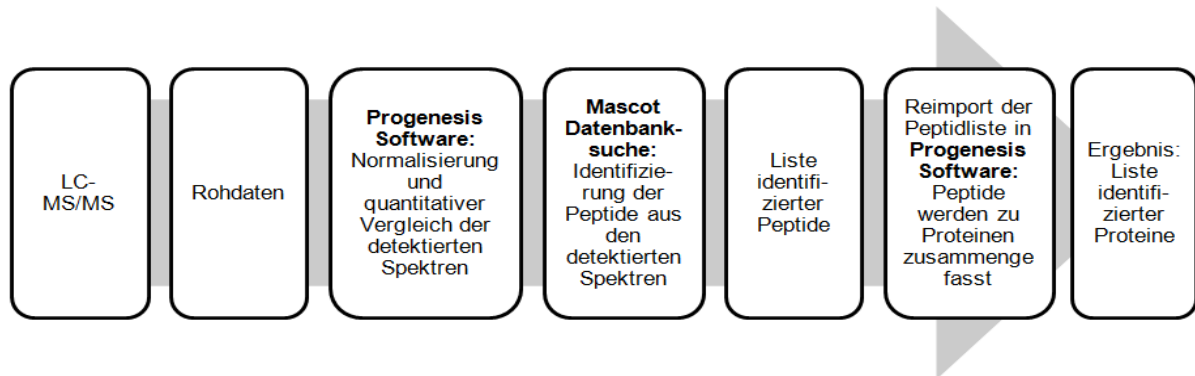 LC-
MS/MS
Rohdaten
Progenesis
Software:
Normalisierung
und
quantitativer
Vergleich der
detektierten
Spektren
Mascot
Datenbank-
suche:
Identifizie-
rung der
Peptide aus
den
detektierten
Spektren
Liste
identifi-
zierter
Peptide
Reimport der
Peptidliste in
Progenesis
Software:
Peptide
werden zu
Proteinen
zusammenge
fasst
Ergebnis:
Liste
identifi-
zierter
Proteine